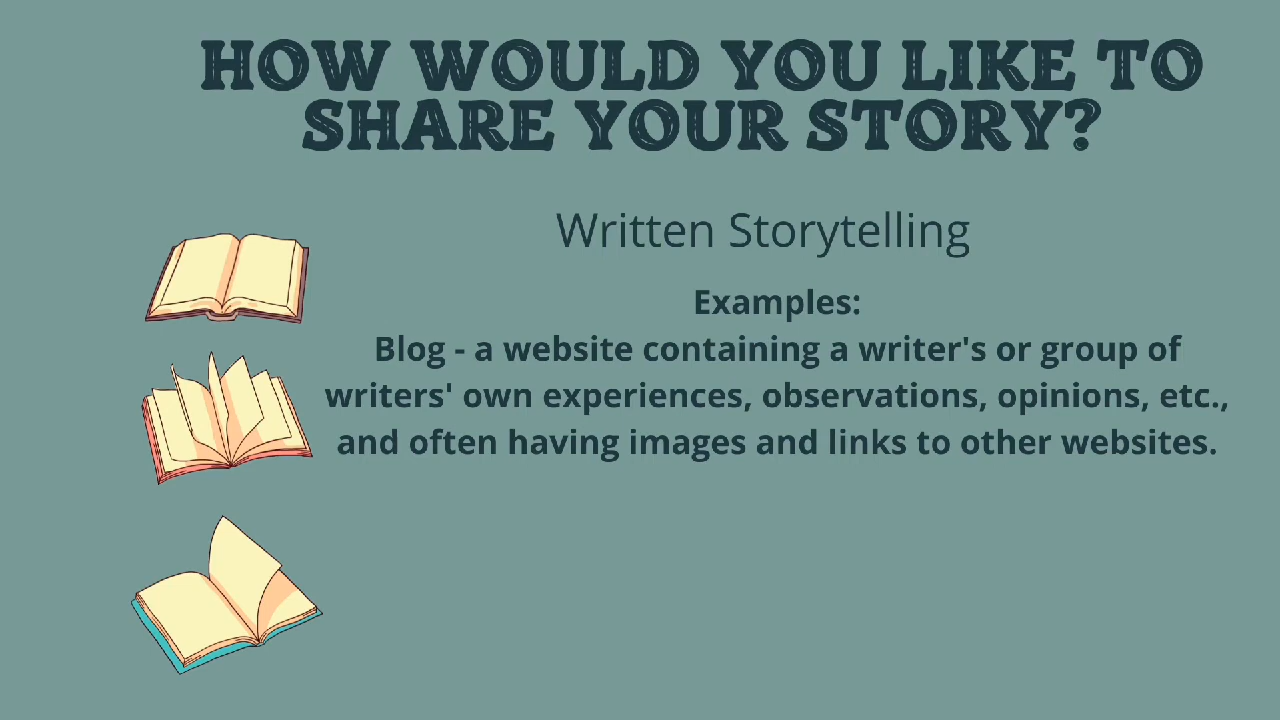 HOW WOULD YOU LIKE TO
SHARE YOUR STORY?
Written Storytelling
Examples:
Blog - a website containing a writer's or group of
writers' own experiences, observations, opinions, etc.,
and often having images and links to other websites.